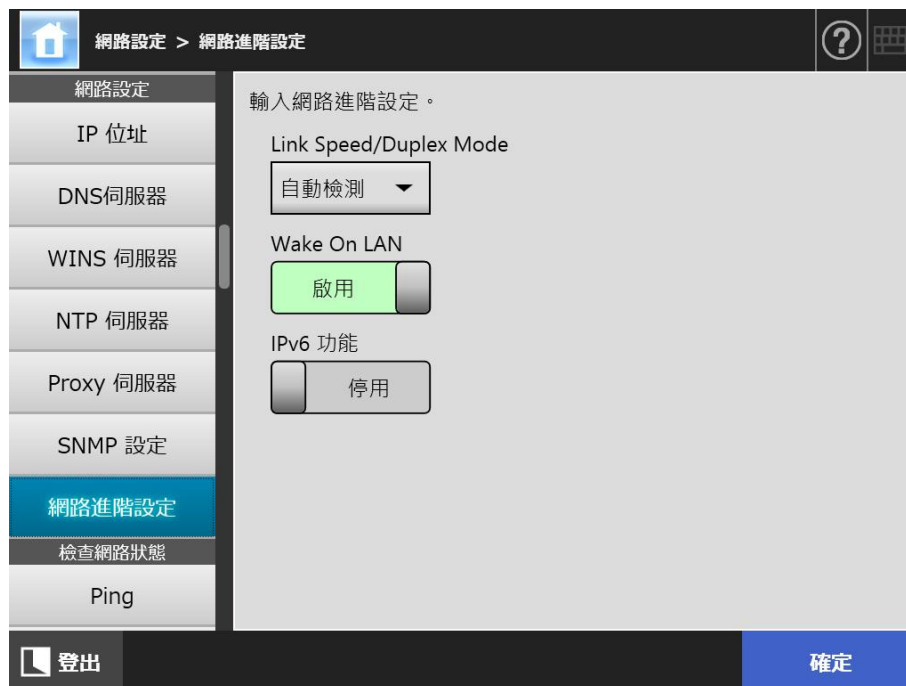 網路設定 > 網路進階設定
?
網路設定
IP 位址
DNS伺服器
WINS 伺服器
NTP 伺服器
Proxy 伺服器
SNMP 設定
網路進階設定
檢查網路狀態
Ping
輸入網路進階設定。
Link Speed/Duplex Mode
自動檢測
Wake On LAN
啟用
IPv6 功能
停用
登出
確定